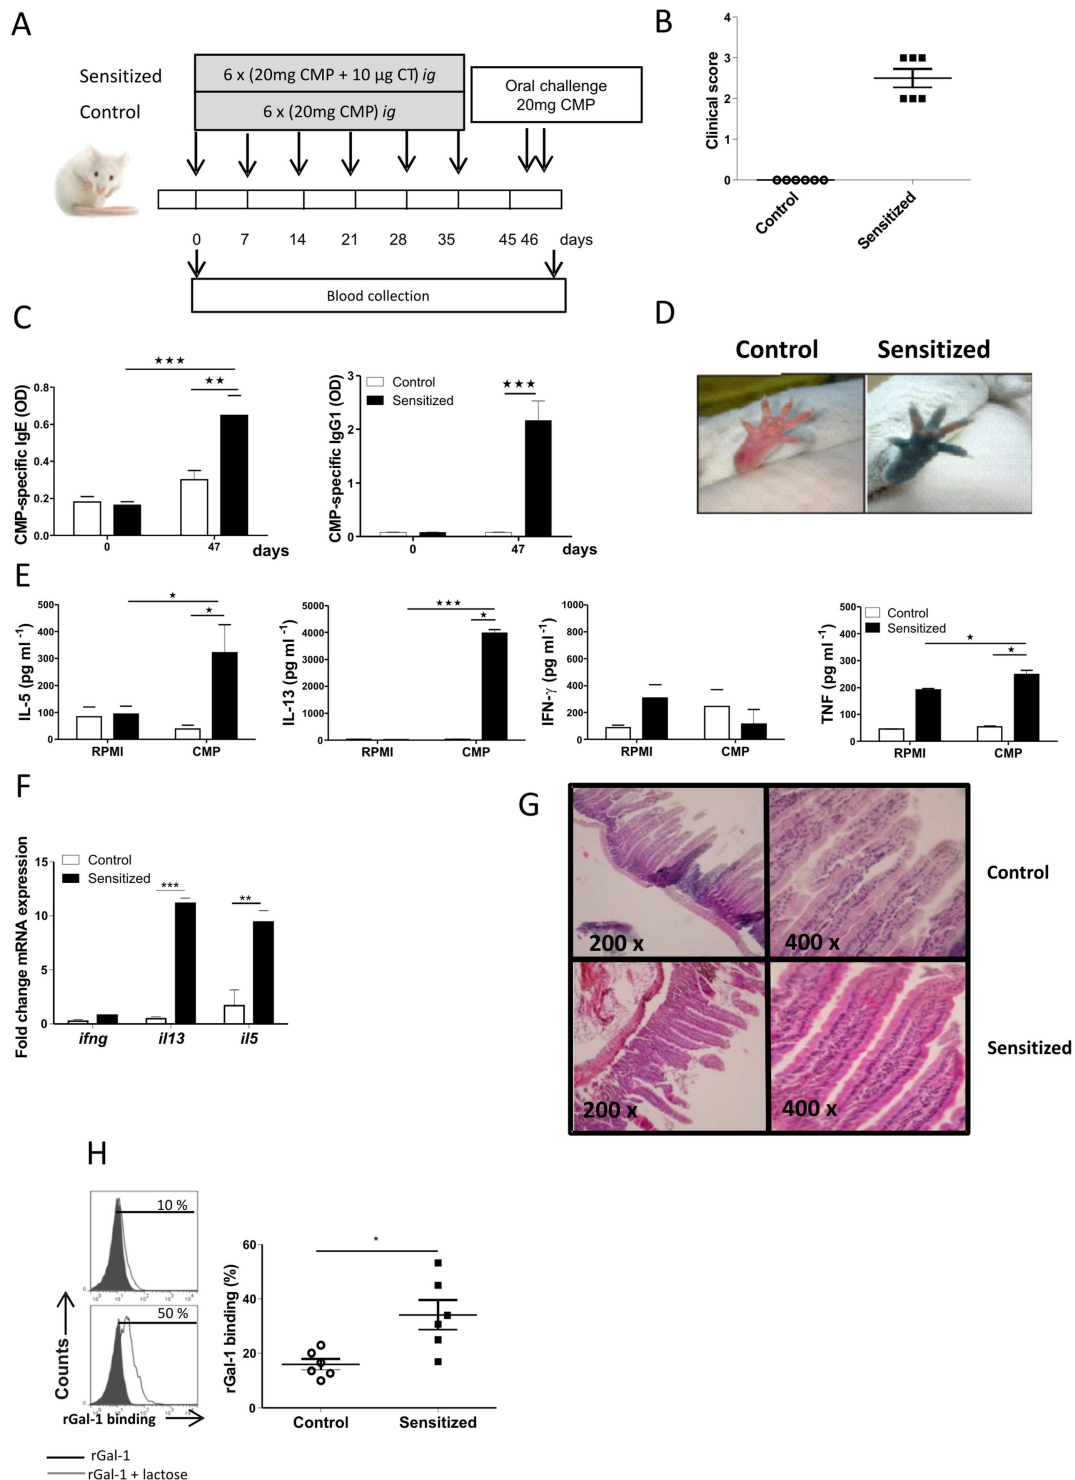 A
Sensitized
6 x (20mg CMP + 10 µg CT) ig
Control
6 x (20mg CMP) ig
Oral challenge
20mg CMP
0 7 14 21 28 35 45 46 days
Blood collection
B
Clinical score
4
3
2
1
0
Control
Sensitized
C
★★★
★★
CMP-specific IgE (OD)
0.8
0.6
0.4
0.2
0.0
0 47 days
CMP-specific IgG1 (OD)
3
2
1
0
Control
Sensitized
★★★
0 47 days
D
Control Sensitized
E
IL-5 (pg ml -1)
500
400
300
200
100
0
★
★
RPMI CMP
IL-13 (pg ml -1)
5000
4000
3000
2000
1000
0
★★★
★
RPMI CMP
IFN-γ (pg ml -1)
1000
800
600
400
200
0
RPMI CMP
TNF (pg ml -1)
500
400
300
200
100
0
Control
Sensitized
★
★
RPMI CMP
F
Fold change mRNA expression
15
10
5
0
Control
Sensitized
***
**
ifng il13 il5
G
200 x 400 x
Control
200 x 400 x
Sensitized
H
10 %
50 %
Counts
rGal-1 binding
rGal-1
rGal-1 + lactose
rGal-1 binding (%)
60
40
20
0
*
Control Sensitized